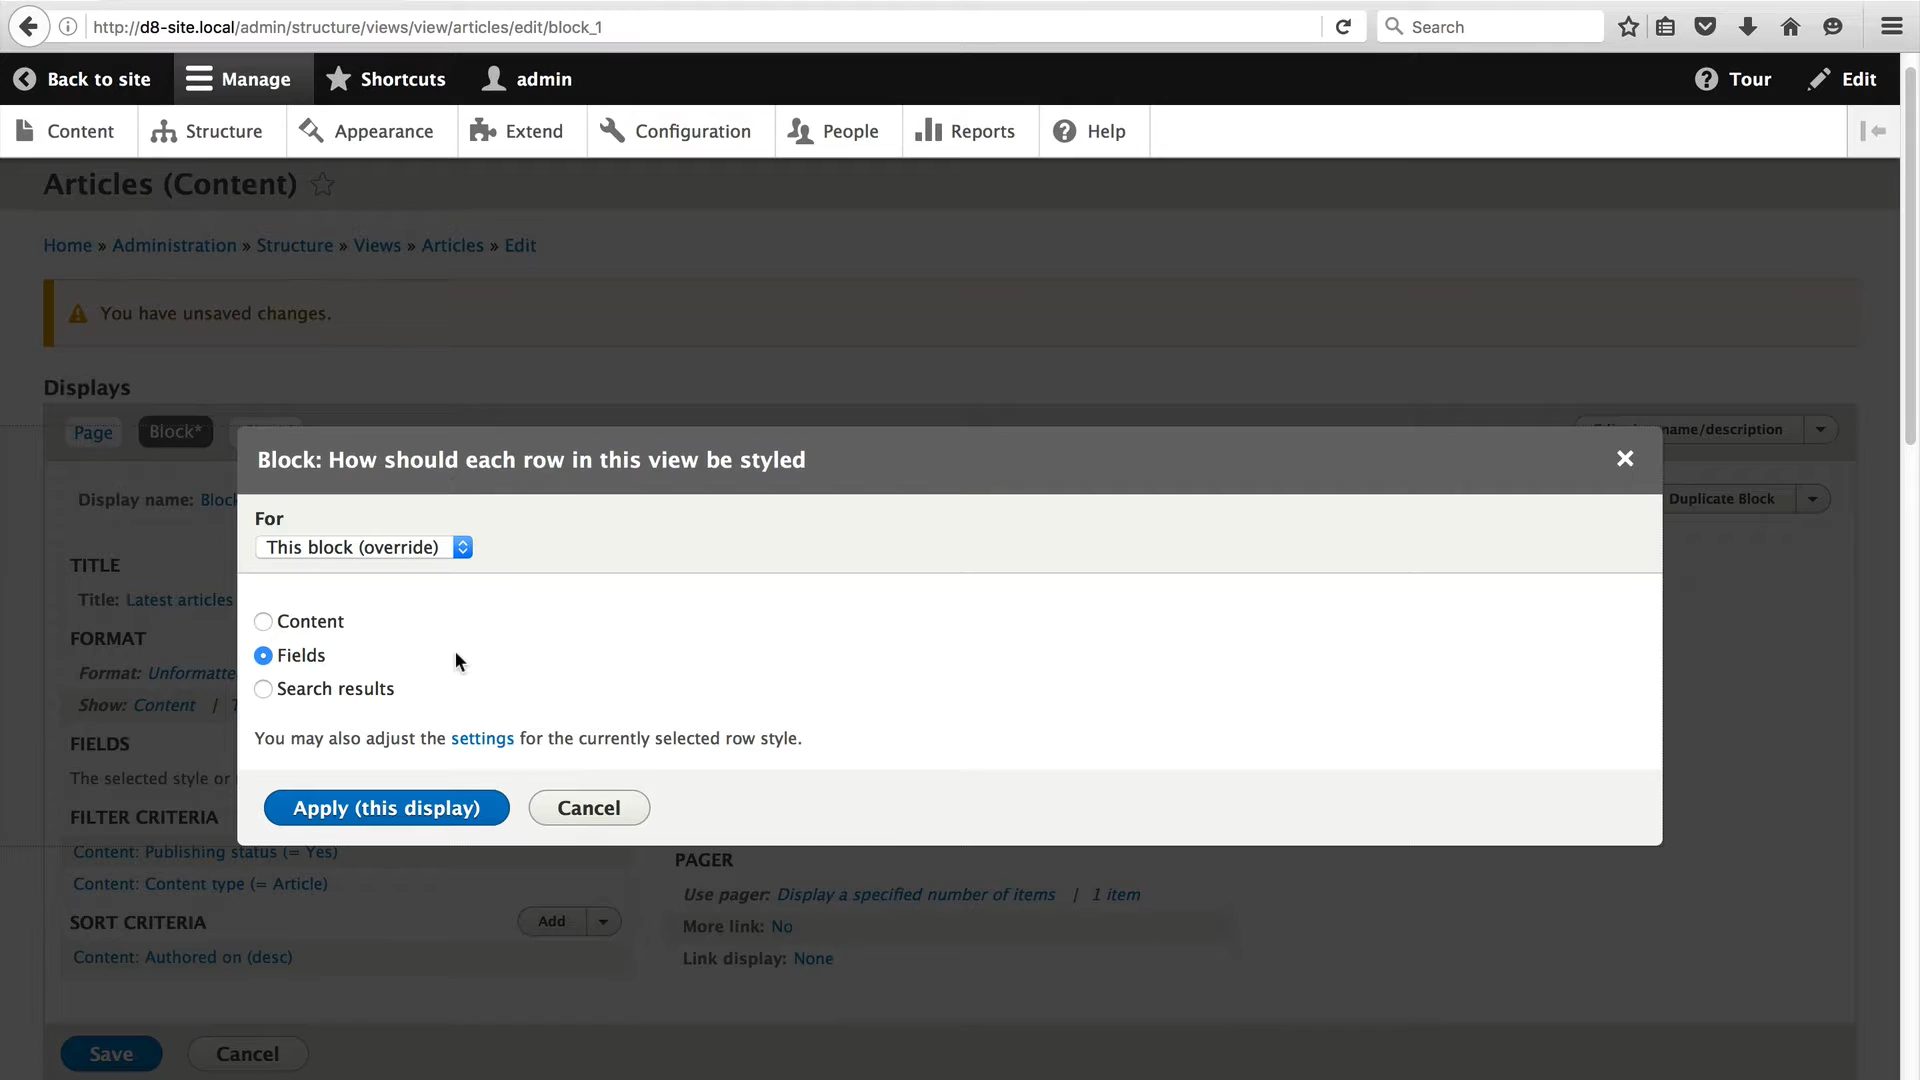 http://d8-site.local/admin/structure/views/view/articles/edit/block_1
Search
Back to site
Manage
Shortcuts
admin
Tour
Edit
Content
Structure
Appearance
Extend
Configuration
People
Reports
Help
Articles (Content)
Home » Administration » Structure » Views » Articles » Edit
You have unsaved changes.
Displays
Page
Block*
name/description
Block: How should each row in this view be styled
Display name: Block
Duplicate Block
For
This block (override)
TITLE
Title: Latest articles
Content
FORMAT
Fields
Format: Unformatte
Search results
Show: Content |
You may also adjust the settings for the currently selected row style.
FIELDS
The selected style or
Apply (this display)
Cancel
FILTER CRITERIA
Content: Publishing status (= Yes)
Content: Content type (= Article)
SORT CRITERIA
Add
Content: Authored on (desc)
PAGER
Use pager: Display a specified number of items | 1 item
More link: No
Link display: None
Save
Cancel